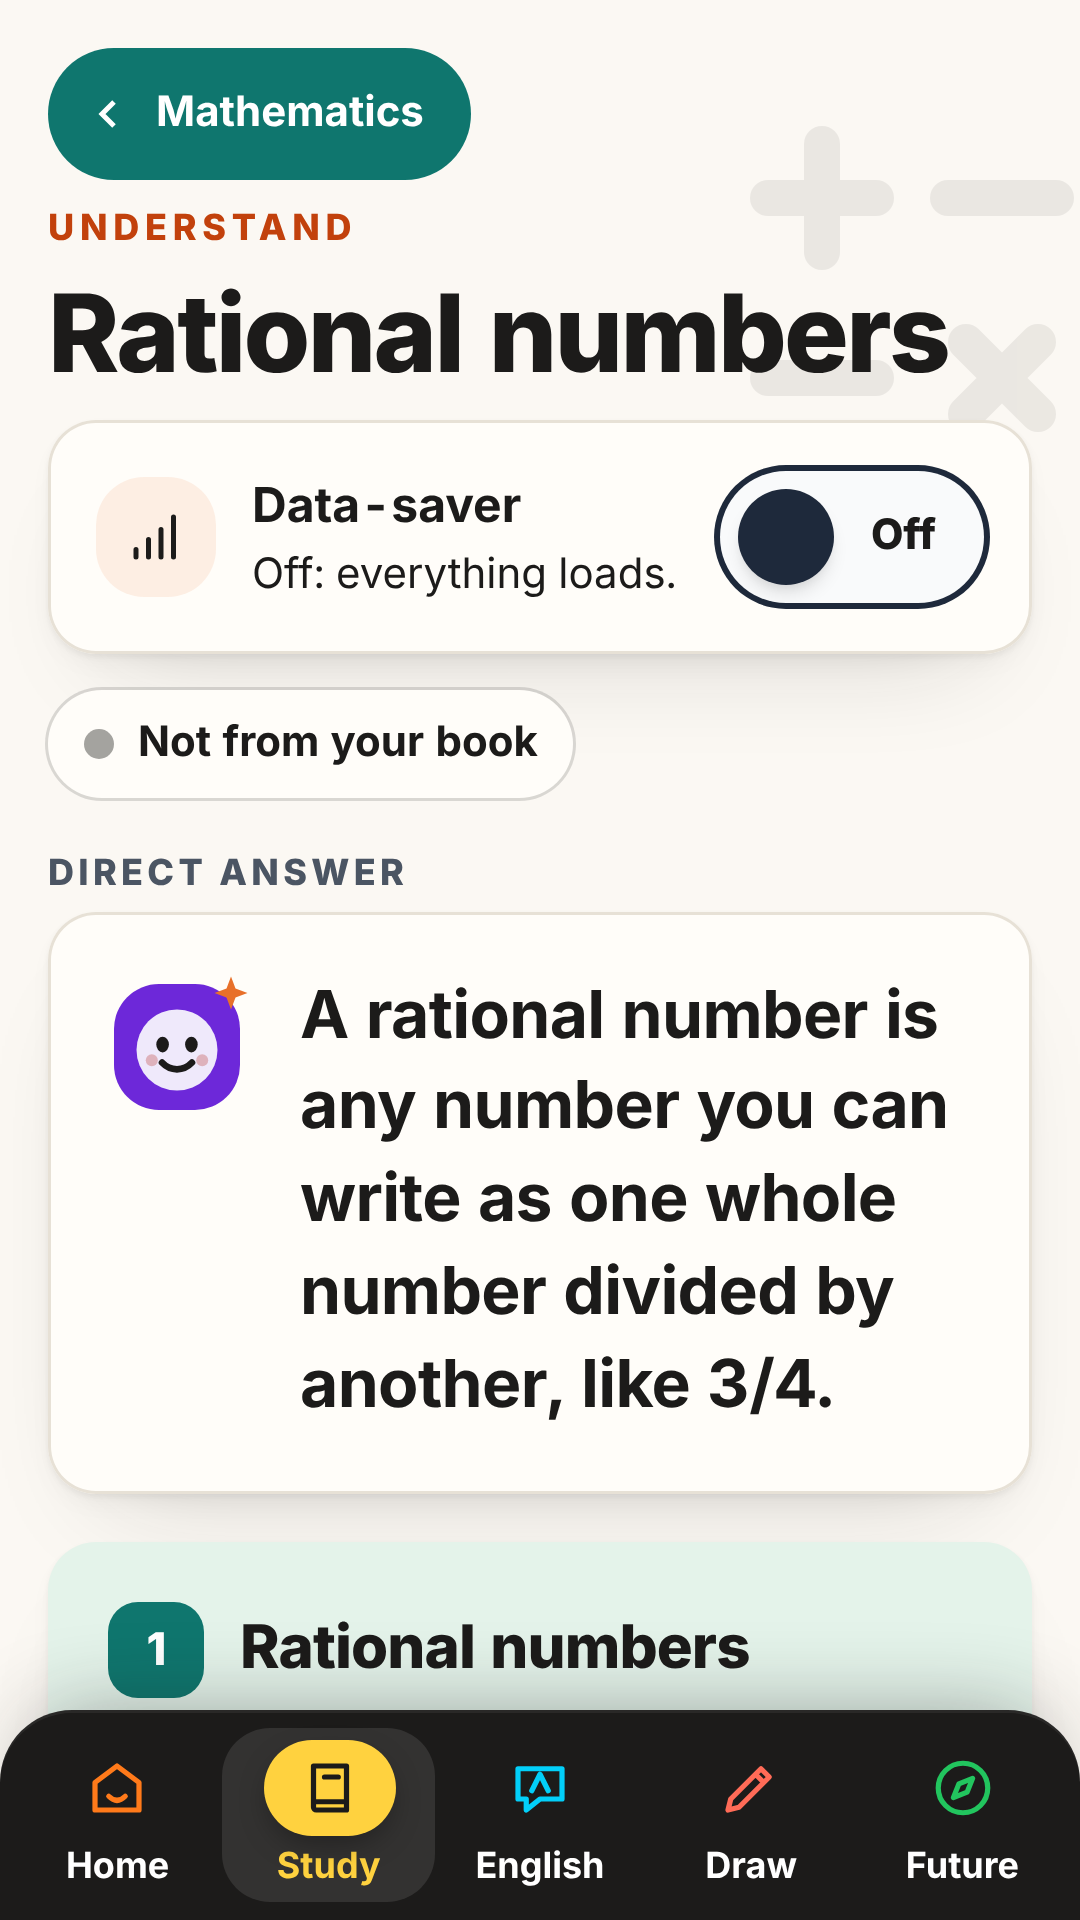 Mathematics
UNDERSTAND
Rational numbers
Data-saver
Off: everything loads.
Off
Not from your book
DIRECT ANSWER
A rational number is
any number you can
write as one whole
number divided by
another, like 3/4.
1
Rational numbers
Home
Study
English
Draw
Future